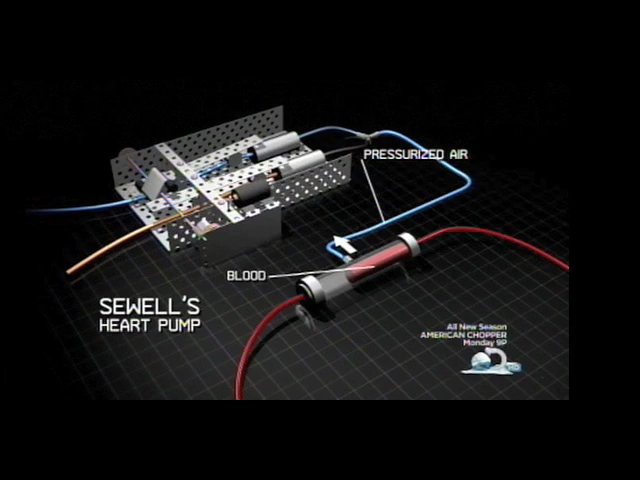 PRESSURIZED AIR
BLOOD
SEWELL'S
HEART PUMP
All New Season
AMERICAN CHOPPER
Monday 9P